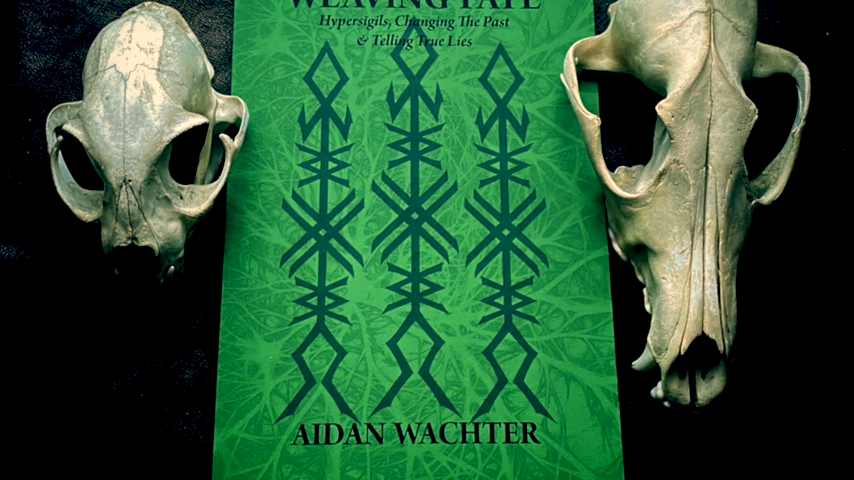 WEAVING FATE
Hypersigils, Changing The Past
& Telling True Lies
AIDAN WACHTER